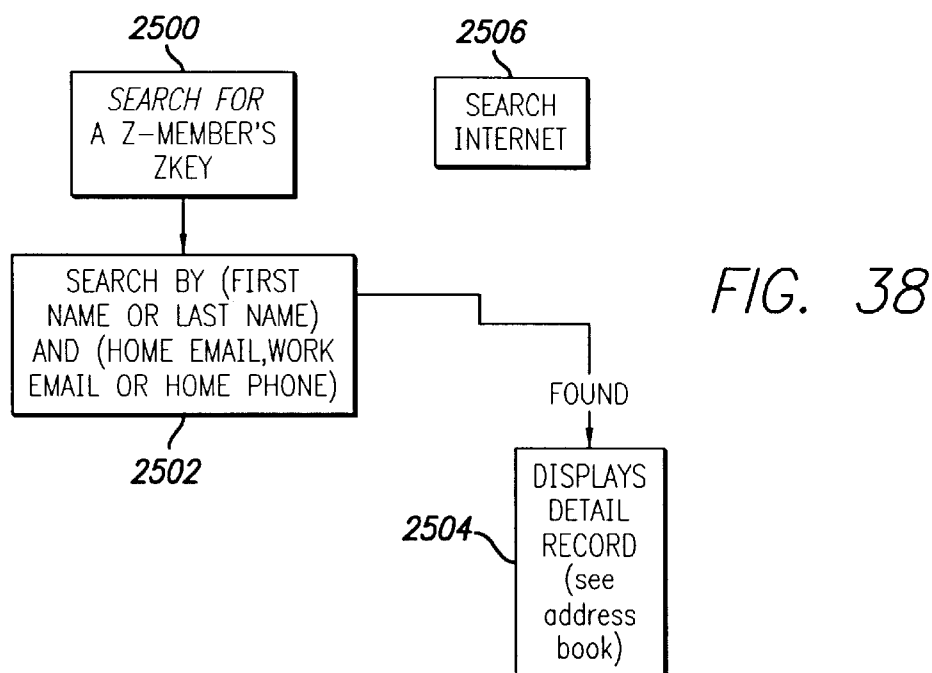 2500
SEARCH FOR
A Z-MEMBER'S
ZKEY
2506
SEARCH
INTERNET
SEARCH BY (FIRST
NAME OR LAST NAME)
AND (HOME EMAIL,WORK
EMAIL OR HOME PHONE)
2502
FIG. 38
FOUND
2504
DISPLAYS
DETAIL
RECORD
(see
address
book)